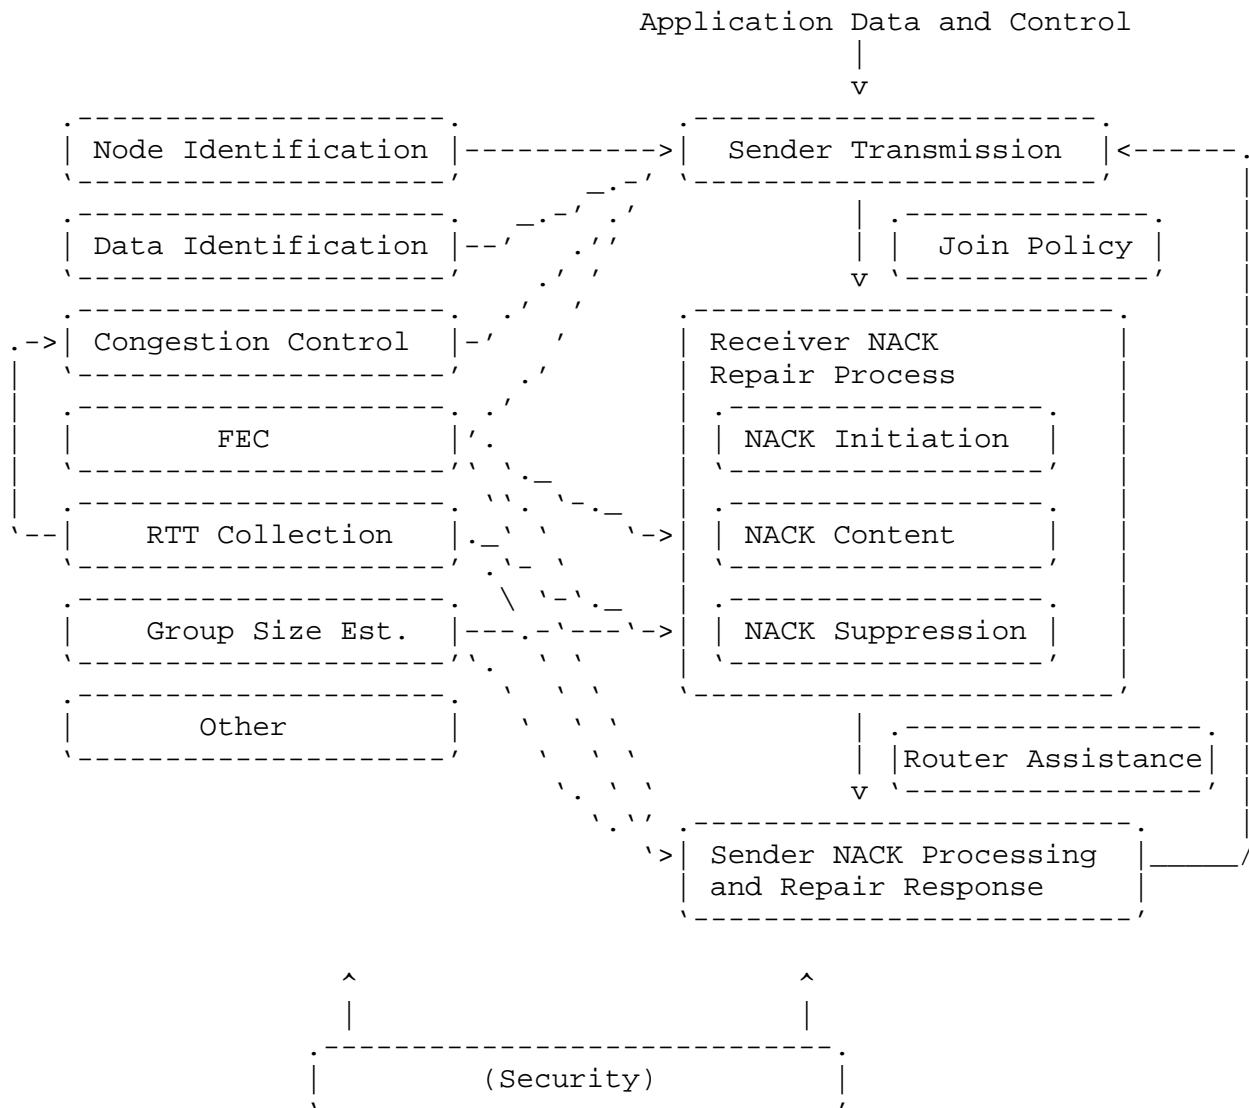 Application Data and Control
Node Identification
Sender Transmission
Data Identification
Join Policy
Congestion Control
Receiver NACK
Repair Process
FEC
NACK Initiation
RTT Collection
NACK Content
Group Size Est.
NACK Suppression
Other
Router Assistance
Sender NACK Processing
and Repair Response
(Security)